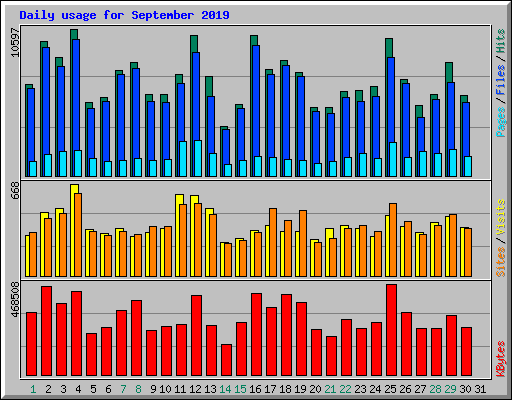 Daily usage for September 2019
10597
Pages / Files / Hits
668
Sites / Visits
468508
KBytes
1 2 3 4 5 6 7 8 9 10 11 12 13 14 15 16 17 18 19 20 21 22 23 24 25 26 27 28 29 30 31